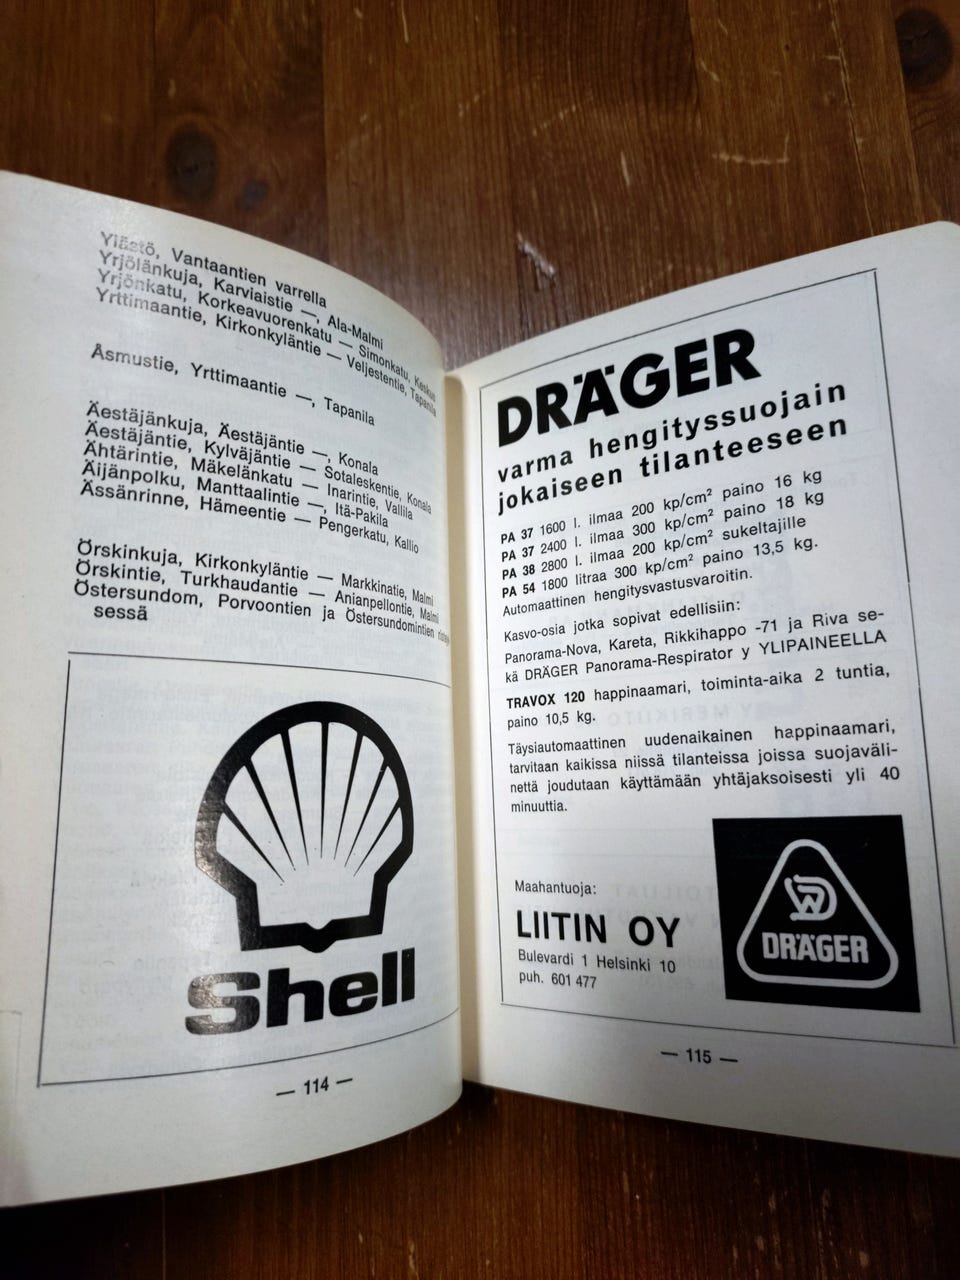 Ylästö, Vantaantien varrella
Yrjölänkuja, Karviaistie —, Ala-Malmi
Yrjönkatu, Korkeavuorenkatu — Simonkatu,
Yrttimaantie, Kirkonkyläntie — Veljestentie, Tapanila
Åsmustie, Yrttimaantie —, Tapanila
Äestäjänkuja, Äestäjäntie —, Konala
Äestäjäntie, Kylväjäntie — Sotaleskentie, Konala
Ähtärintie, Mäkelänkatu — Inarintie, Vallila
Äijänpolku, Manttaalintie —, Itä-Pakila
Ässänrinne, Hämeentie — Pengerkatu, Kallio
Örskinkuja, Kirkonkyläntie — Markkinatie, Malmi
Örskintie, Turkhaudantie — Anianpellontie, Malmi
Östersundom, Porvoontien ja Östersundomintien
sessä
Shell
— 114 —
DRÄGER
varma hengityssuojain
jokaiseen tilanteeseen
PA 37 1600 l. ilmaa 200 kp/cm² paino 16 kg
PA 37 2400 l. ilmaa 300 kp/cm² paino 18 kg
PA 38 2800 l. ilmaa 200 kp/cm² sukeltajille
PA 54 1800 litraa 300 kp/cm² paino 13,5 kg.
Automaattinen hengitysvastusvaroitin.
Kasvo-osia jotka sopivat edellisiin:
Panorama-Nova, Kareta, Rikkihappo -71 ja Riva se-
kä DRÄGER Panorama-Respirator y YLIPAINEELLA
TRAVOX 120 happinaamari, toiminta-aika 2 tuntia,
paino 10,5 kg.
Täysiautomaattinen uudenaikainen happinaamari,
tarvitaan kaikissa niissä tilanteissa joissa suojaväli-
nettä joudutaan käyttämään yhtäjaksoisesti yli 40
minuuttia.
Maahantuoja:
LIITIN OY
Bulevardi 1 Helsinki 10
puh. 601 477
DRÄGER
— 115 —